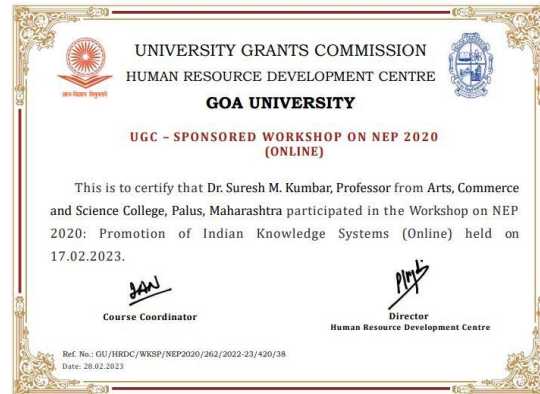 UNIVERSITY GRANTS COMMISSION
HUMAN RESOURCE DEVELOPMENT CENTRE
GOA UNIVERSITY
UGC – SPONSORED WORKSHOP ON NEP 2020
(ONLINE)
This is to certify that Dr. Suresh M. Kumbar, Professor from Arts, Commerce
and Science College, Palus, Maharashtra participated in the Workshop on NEP
2020: Promotion of Indian Knowledge Systems (Online) held on
17.02.2023.
Course Coordinator
Director
Human Resource Development Centre
Ref. No.: GU/HRDC/WKSP/NEP2020/262/2022-23/420/38
Date: 28.02.2023